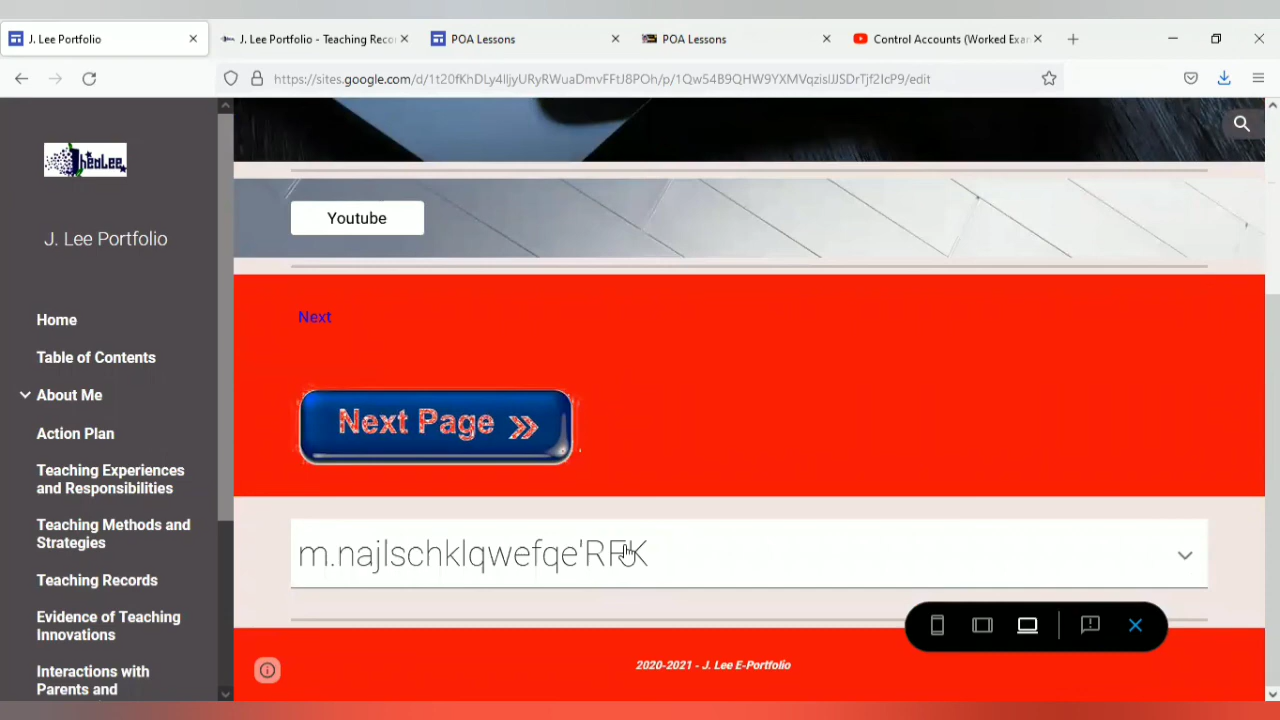 J. Lee Portfolio
J. Lee Portfolio - Teaching Reco
POA Lessons
POA Lessons
Control Accounts (Worked Exam
https://sites.google.com/d/1t20fKhDLy4lljyURyRWuaDmvFFtJ8POh/p/1Qw54B9QHW9YXMVqzislJJSDrTjf2IcP9/edit
TheoLee
J. Lee Portfolio
Home
Table of Contents
About Me
Action Plan
Teaching Experiences
and Responsibilities
Teaching Methods and
Strategies
Teaching Records
Evidence of Teaching
Innovations
Interactions with
Parents and
Youtube
Next
Next Page »
m.najlschklqwefqe'RFK
2020-2021 - J. Lee E-Portfolio